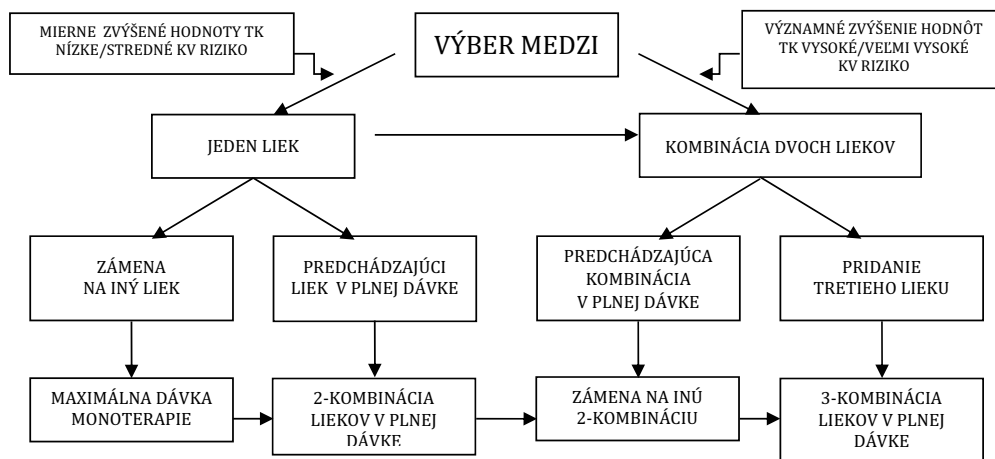 MIERNE ZVÝŠENÉ HODNOTY TK
NÍZKE/STREDNÉ KV RIZIKO
VÝBER MEDZI
VÝZNAMNÉ ZVÝŠENIE HODNÔT
TK VYSOKÉ/VEĽMI VYSOKÉ
KV RIZIKO
JEDEN LIEK
KOMBINÁCIA DVOCH LIEKOV
ZÁMENA
NA INÝ LIEK
PREDCHÁDZAJÚCI
LIEK V PLNEJ DÁVKE
PREDCHÁDZAJÚCA
KOMBINÁCIA
V PLNEJ DÁVKE
PRIDANIE
TRETIEHO LIEKU
MAXIMÁLNA DÁVKA
MONOTERAPIE
2-KOMBINÁCIA
LIEKOV V PLNEJ
DÁVKE
ZÁMENA NA INÚ
2-KOMBINÁCIU
3-KOMBINÁCIA
LIEKOV V PLNEJ
DÁVKE